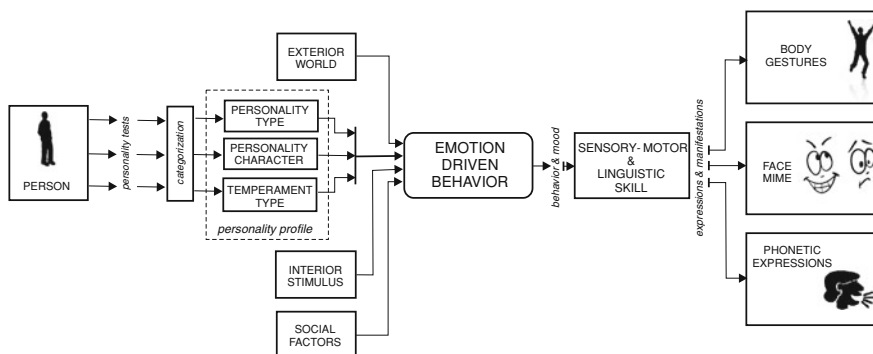 PERSON
personality tests
categorization
PERSONALITY
TYPE
PERSONALITY
CHARACTER
TEMPERAMENT
TYPE
personality profile
EXTERIOR
WORLD
INTERIOR
STIMULUS
SOCIAL
FACTORS
EMOTION
DRIVEN
BEHAVIOR
behavior & mood
SENSORY- MOTOR
&
LINGUISTIC
SKILL
expressions & manifestations
BODY
GESTURES
FACE
MIME
PHONETIC
EXPRESSIONS